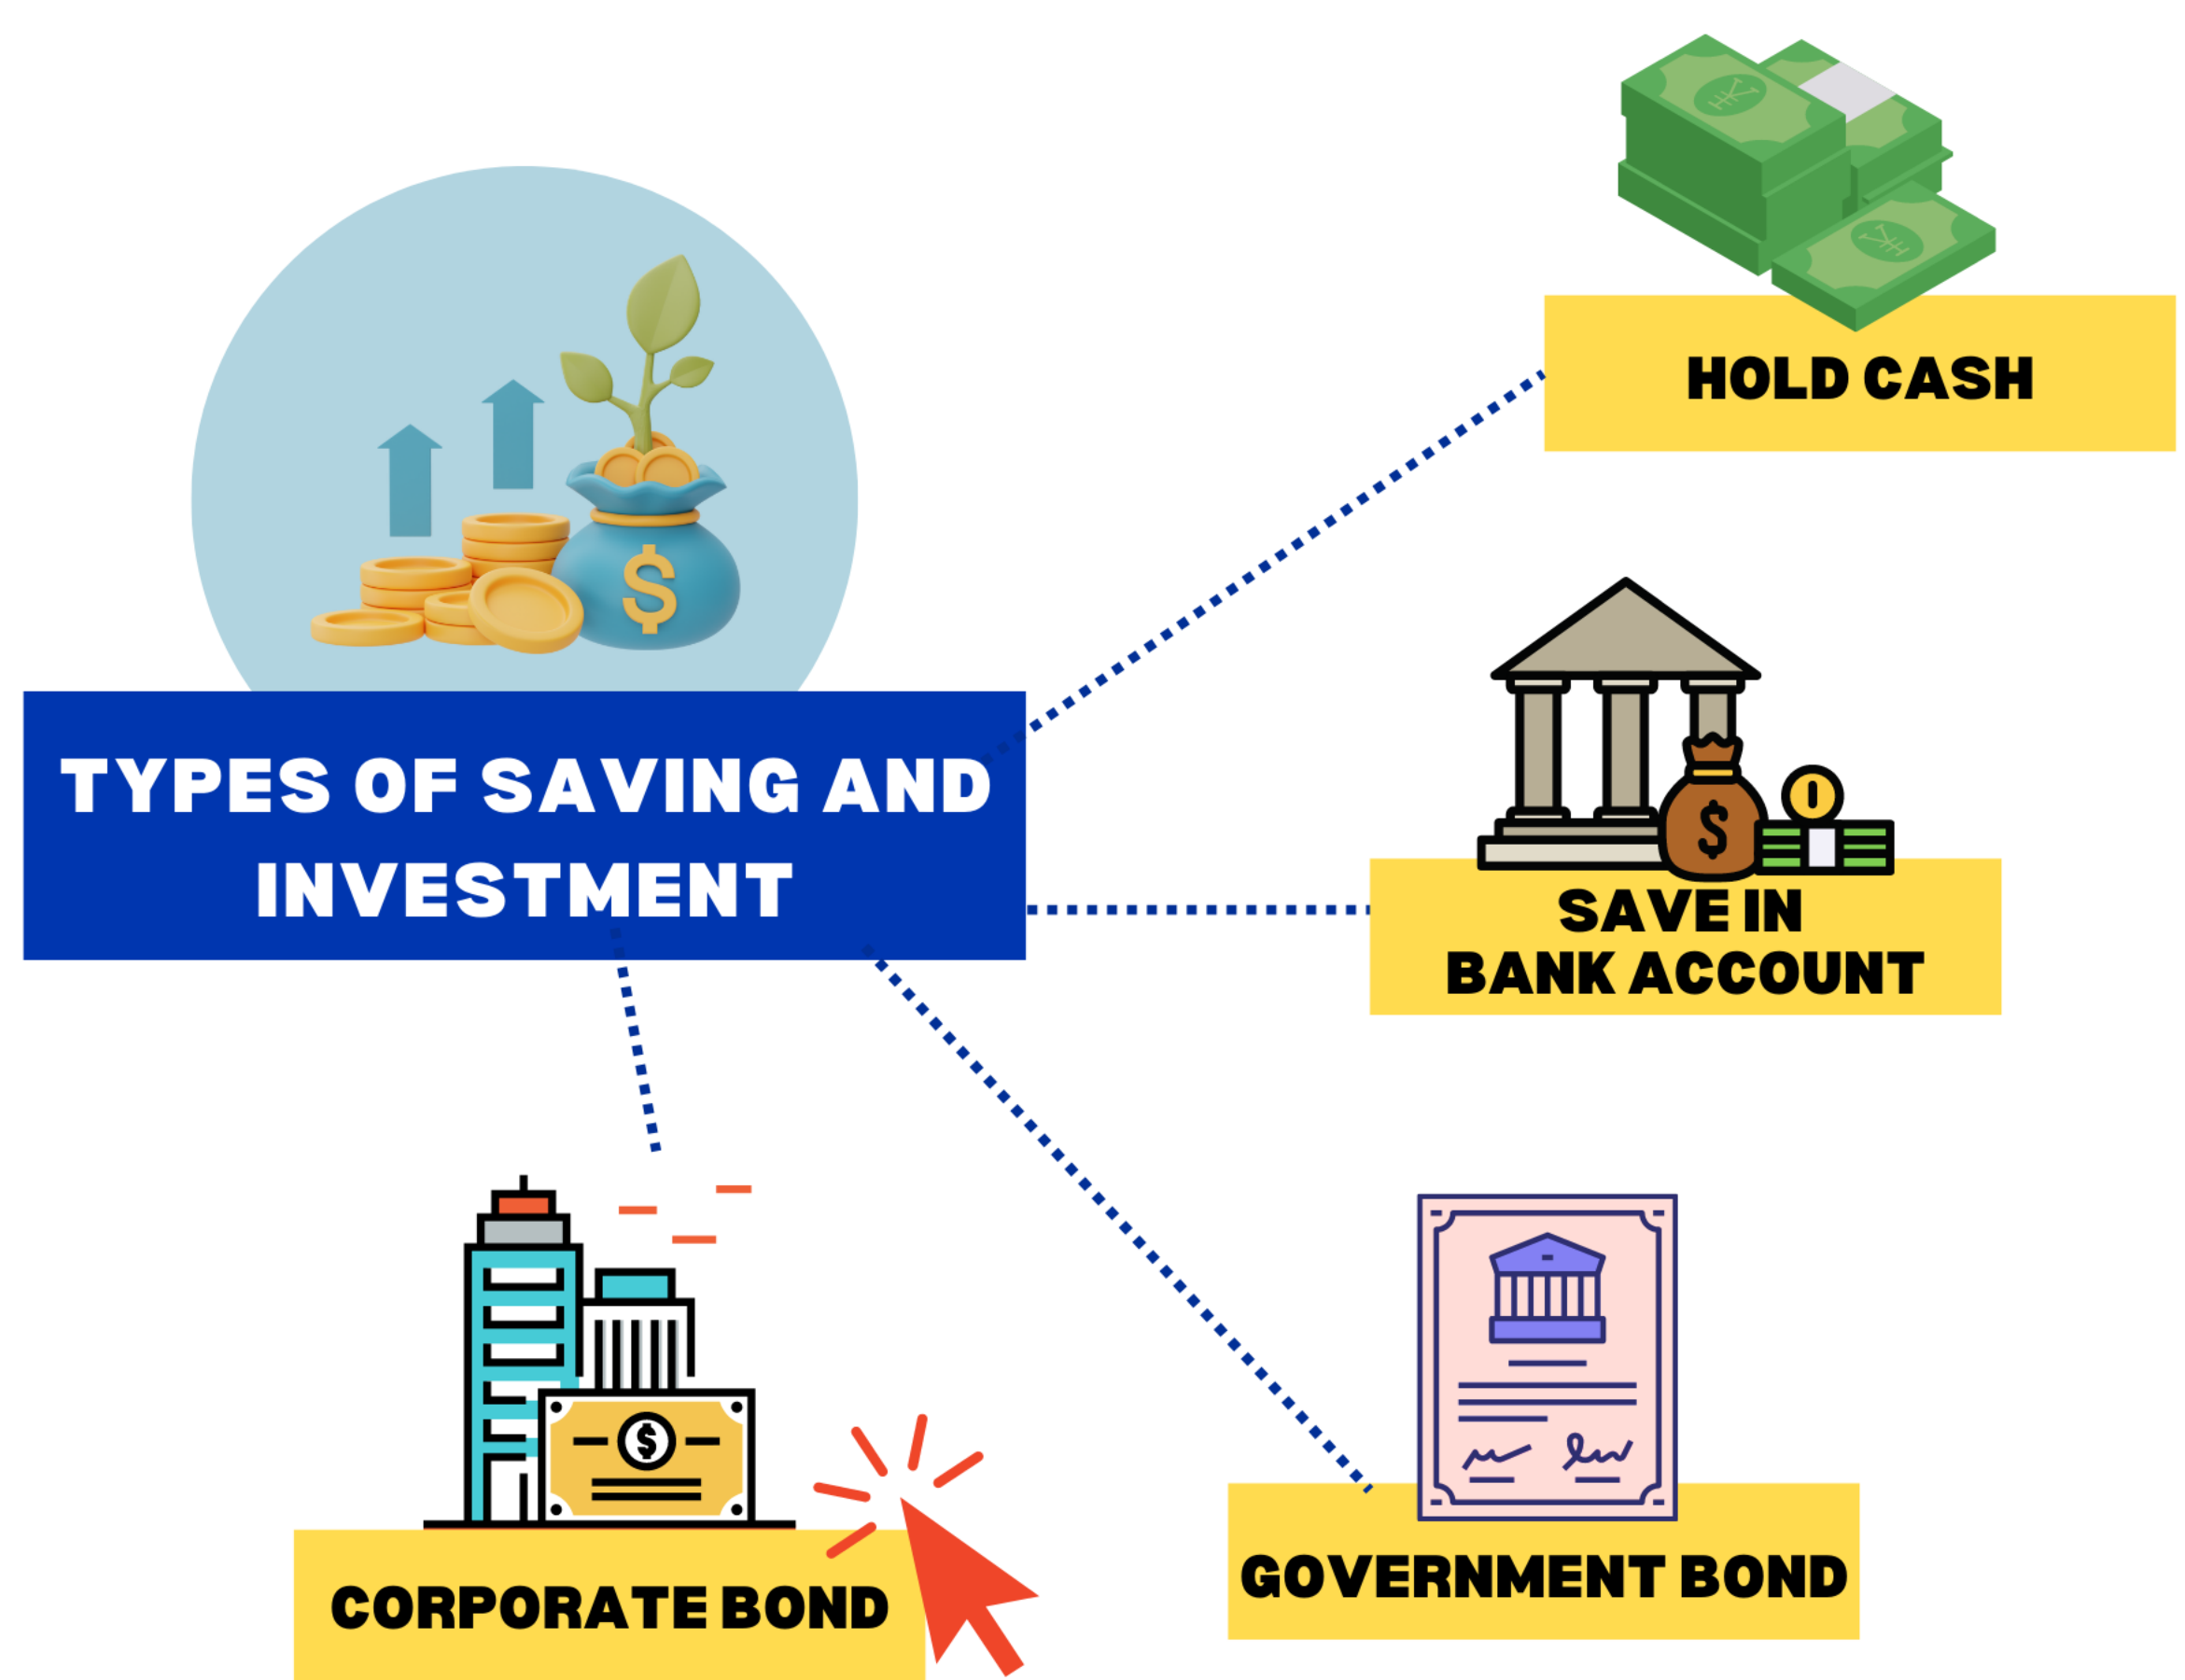 TYPES OF SAVING AND
INVESTMENT
HOLD CASH
SAVE IN
BANK ACCOUNT
GOVERNMENT BOND
CORPORATE BOND